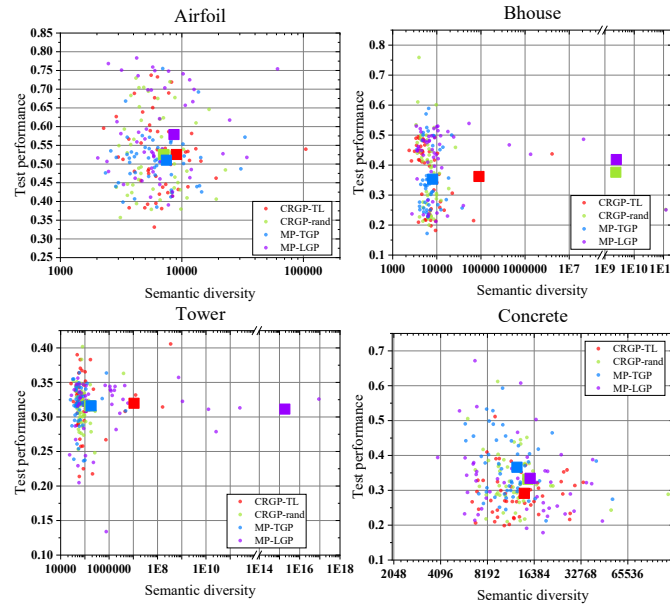 Airfoil
Test performance
0.85
0.80
0.75
0.70
0.65
0.60
0.55
0.50
0.45
0.40
0.35
0.30
0.25
1000
10000
100000
Semantic diversity
CRGP-TL
CRGP-rand
MP-TGP
MP-LGP
Bhouse
Test performance
0.8
0.7
0.6
0.5
0.4
0.3
0.2
0.1
1000
10000
100000
1000000
1E7
1E9
1E10
Semantic diversity
CRGP-TL
CRGP-rand
MP-TGP
MP-LGP
Tower
Test performance
0.40
0.35
0.30
0.25
0.20
0.15
0.10
10000
1000000
1E8
1E10
1E12
1E14
1E16
1E18
Semantic diversity
CRGP-TL
CRGP-rand
MP-TGP
MP-LGP
Concrete
Test performance
0.7
0.6
0.5
0.4
0.3
0.2
0.1
2048
4096
8192
16384
32768
65536
Semantic diversity
CRGP-TL
CRGP-rand
MP-TGP
MP-LGP